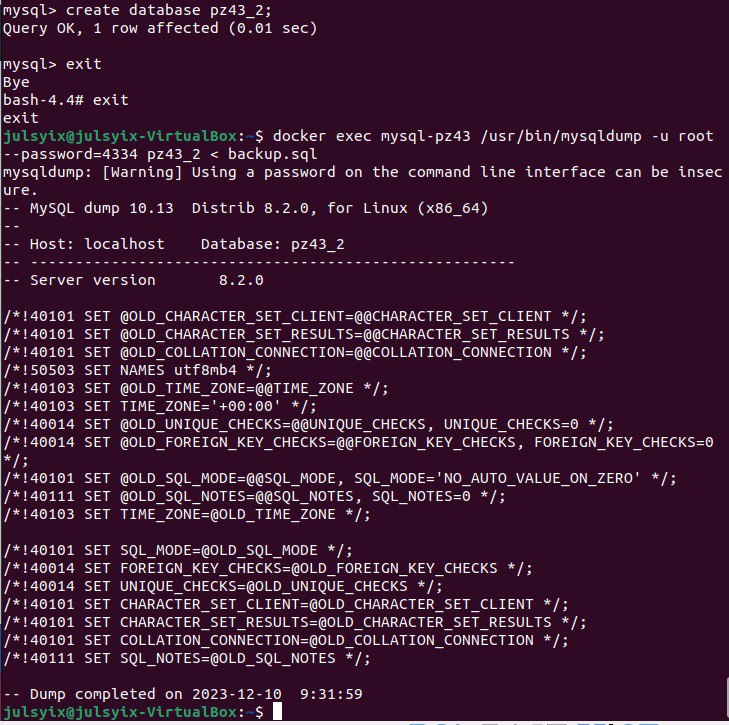 mysql> create database pz43_2;
Query OK, 1 row affected (0.01 sec)
mysql> exit
Bye
bash-4.4# exit
exit
julsyix@julsyix-VirtualBox:~$ docker exec mysql-pz43 /usr/bin/mysqldump -u root
--password=4334 pz43_2 < backup.sql
mysqldump: [Warning] Using a password on the command line interface can be insec
ure.
-- MySQL dump 10.13  Distrib 8.2.0, for Linux (x86_64)
--
-- Host: localhost    Database: pz43_2
-- ------------------------------------------------------
-- Server version       8.2.0
/*!40101 SET @OLD_CHARACTER_SET_CLIENT=@@CHARACTER_SET_CLIENT */;
/*!40101 SET @OLD_CHARACTER_SET_RESULTS=@@CHARACTER_SET_RESULTS */;
/*!40101 SET @OLD_COLLATION_CONNECTION=@@COLLATION_CONNECTION */;
/*!50503 SET NAMES utf8mb4 */;
/*!40103 SET @OLD_TIME_ZONE=@@TIME_ZONE */;
/*!40103 SET TIME_ZONE='+00:00' */;
/*!40014 SET @OLD_UNIQUE_CHECKS=@@UNIQUE_CHECKS, UNIQUE_CHECKS=0 */;
/*!40014 SET @OLD_FOREIGN_KEY_CHECKS=@@FOREIGN_KEY_CHECKS, FOREIGN_KEY_CHECKS=0
*/;
/*!40101 SET @OLD_SQL_MODE=@@SQL_MODE, SQL_MODE='NO_AUTO_VALUE_ON_ZERO' */;
/*!40111 SET @OLD_SQL_NOTES=@@SQL_NOTES, SQL_NOTES=0 */;
/*!40103 SET TIME_ZONE=@OLD_TIME_ZONE */;
/*!40101 SET SQL_MODE=@OLD_SQL_MODE */;
/*!40014 SET FOREIGN_KEY_CHECKS=@OLD_FOREIGN_KEY_CHECKS */;
/*!40014 SET UNIQUE_CHECKS=@OLD_UNIQUE_CHECKS */;
/*!40101 SET CHARACTER_SET_CLIENT=@OLD_CHARACTER_SET_CLIENT */;
/*!40101 SET CHARACTER_SET_RESULTS=@OLD_CHARACTER_SET_RESULTS */;
/*!40101 SET COLLATION_CONNECTION=@OLD_COLLATION_CONNECTION */;
/*!40111 SET SQL_NOTES=@OLD_SQL_NOTES */;
-- Dump completed on 2023-12-10  9:31:59
julsyix@julsyix-VirtualBox:~$